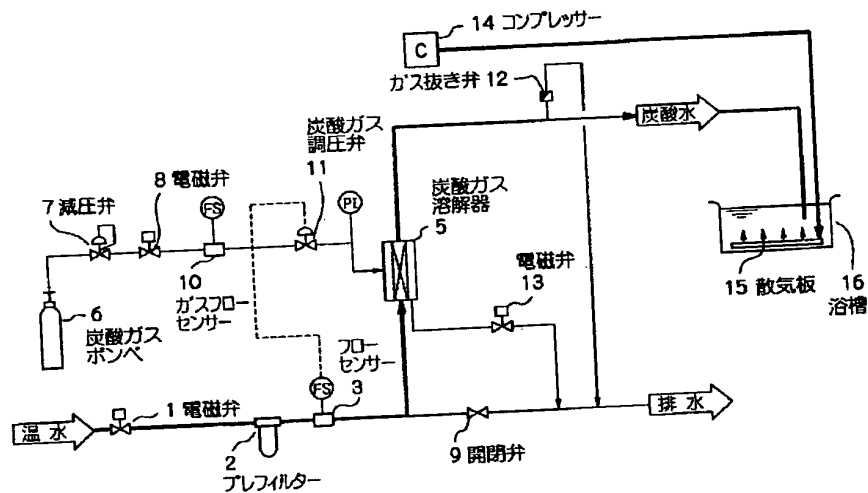 C
14 コンプレッサー
ガス抜き弁 12
炭酸水
炭酸ガス
調圧弁
11
8 電磁弁
7 減圧弁
FS
PI
炭酸ガス
溶解器
5
10
ガスフロー
センサー
電磁弁
13
15 散気板
16
浴槽
6
炭酸ガス
ボンベ
フロー
センサー
3
FS
1 電磁弁
温水
2
プレフィルター
9 開閉弁
排水